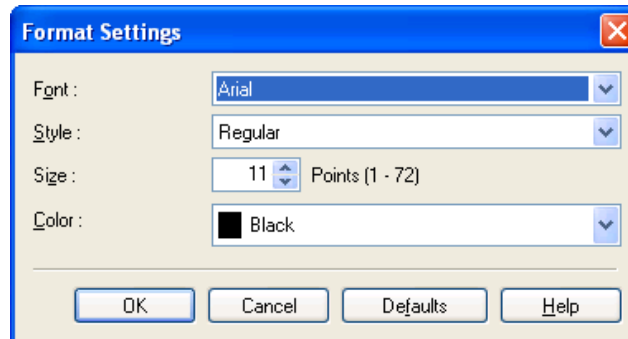 Format Settings
Font : Arial
Style : Regular
Size : 11 Points (1 - 72)
Color : Black
OK Cancel Defaults Help